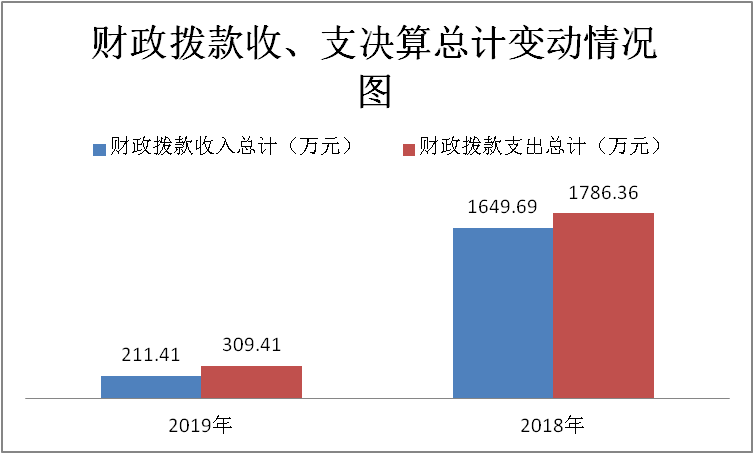 财政拨款收、支决算总计变动情况
图
财政拨款收入总计（万元）
财政拨款支出总计（万元）
211.41
309.41
1649.69
1786.36
2019年
2018年